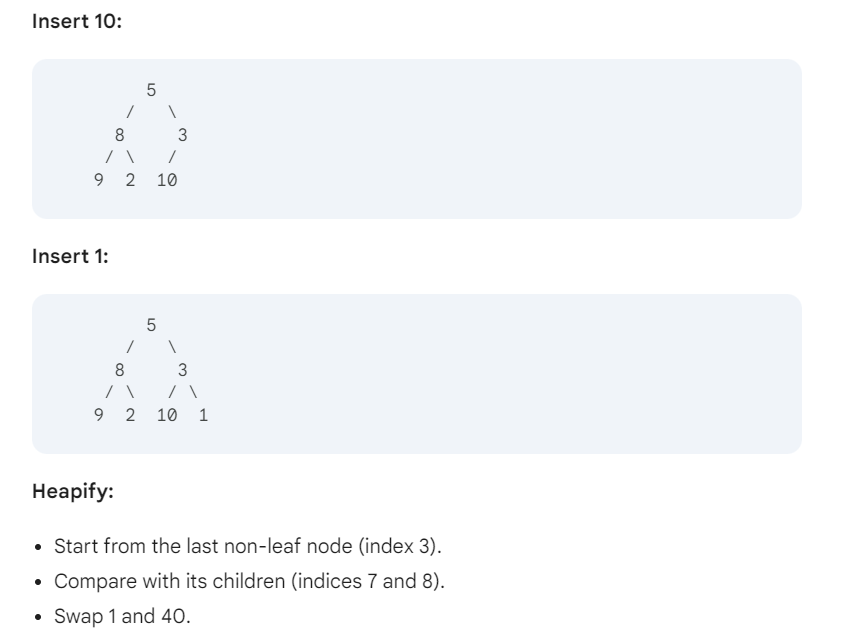 Insert 10:
5
/ \
8 3
/ \ /
9 2 10
Insert 1:
5
/ \
8 3
/ \ / \
9 2 10 1
Heapify:
• Start from the last non-leaf node (index 3).
• Compare with its children (indices 7 and 8).
• Swap 1 and 40.